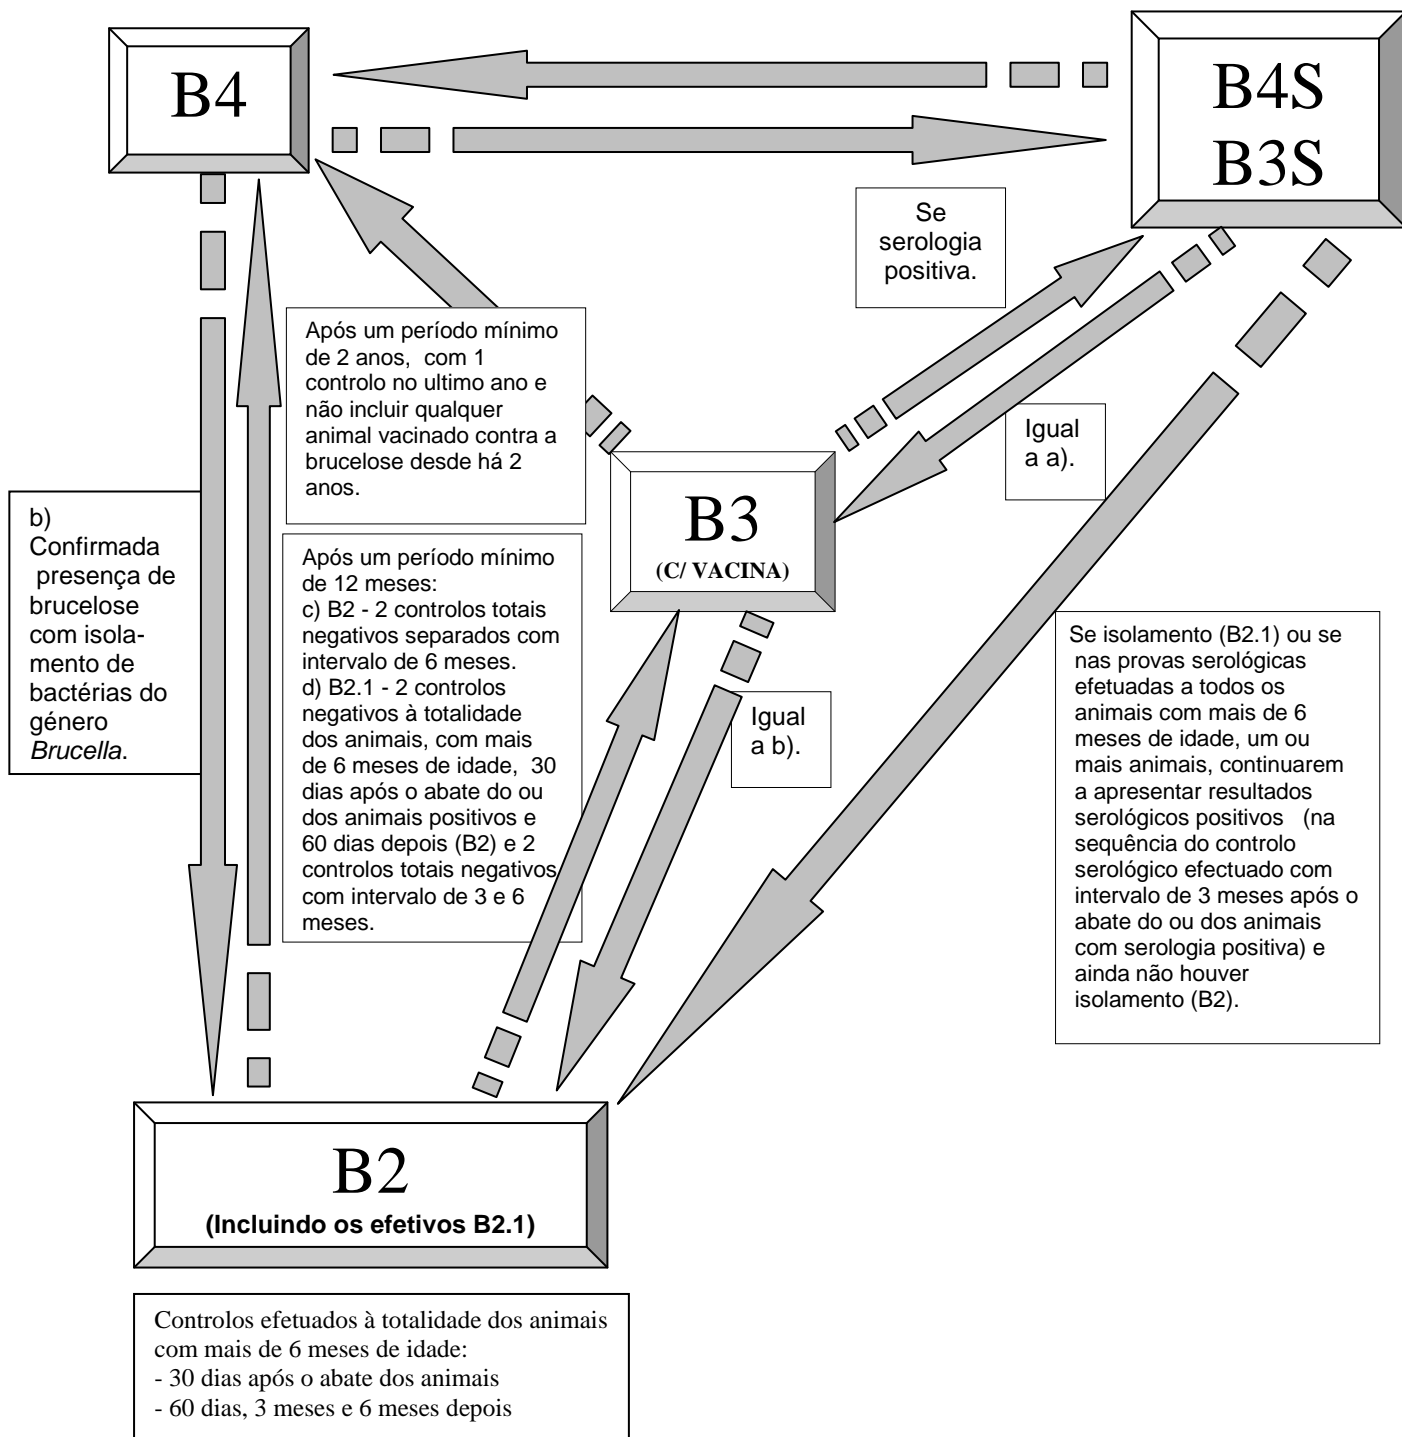 B4
B4S
B3S
Se
serologia
positiva.
Após um período mínimo
de 2 anos, com 1
controlo no ultimo ano e
não incluir qualquer
animal vacinado contra a
brucelose desde há 2
anos.
Igual
a a).
B3
(C/ VACINA)
b)
Confirmada
presença de
brucelose
com isola-
mento de
bactérias do
género
Brucella.
Após um período mínimo
de 12 meses:
c) B2 - 2 controlos totais
negativos separados com
intervalo de 6 meses.
d) B2.1 - 2 controlos
negativos à totalidade
dos animais, com mais
de 6 meses de idade, 30
dias após o abate do ou
dos animais positivos e
60 dias depois (B2) e 2
controlos totais negativos
com intervalo de 3 e 6
meses.
Igual
a b).
Se isolamento (B2.1) ou se
nas provas serológicas
efetuadas a todos os
animais com mais de 6
meses de idade, um ou
mais animais, continuarem
a apresentar resultados
serológicos positivos (na
sequência do controlo
serológico efectuado com
intervalo de 3 meses após o
abate do ou dos animais
com serologia positiva) e
ainda não houver
isolamento (B2).
B2
(Incluindo os efetivos B2.1)
Controlos efetuados à totalidade dos animais
com mais de 6 meses de idade:
- 30 dias após o abate dos animais
- 60 dias, 3 meses e 6 meses depois